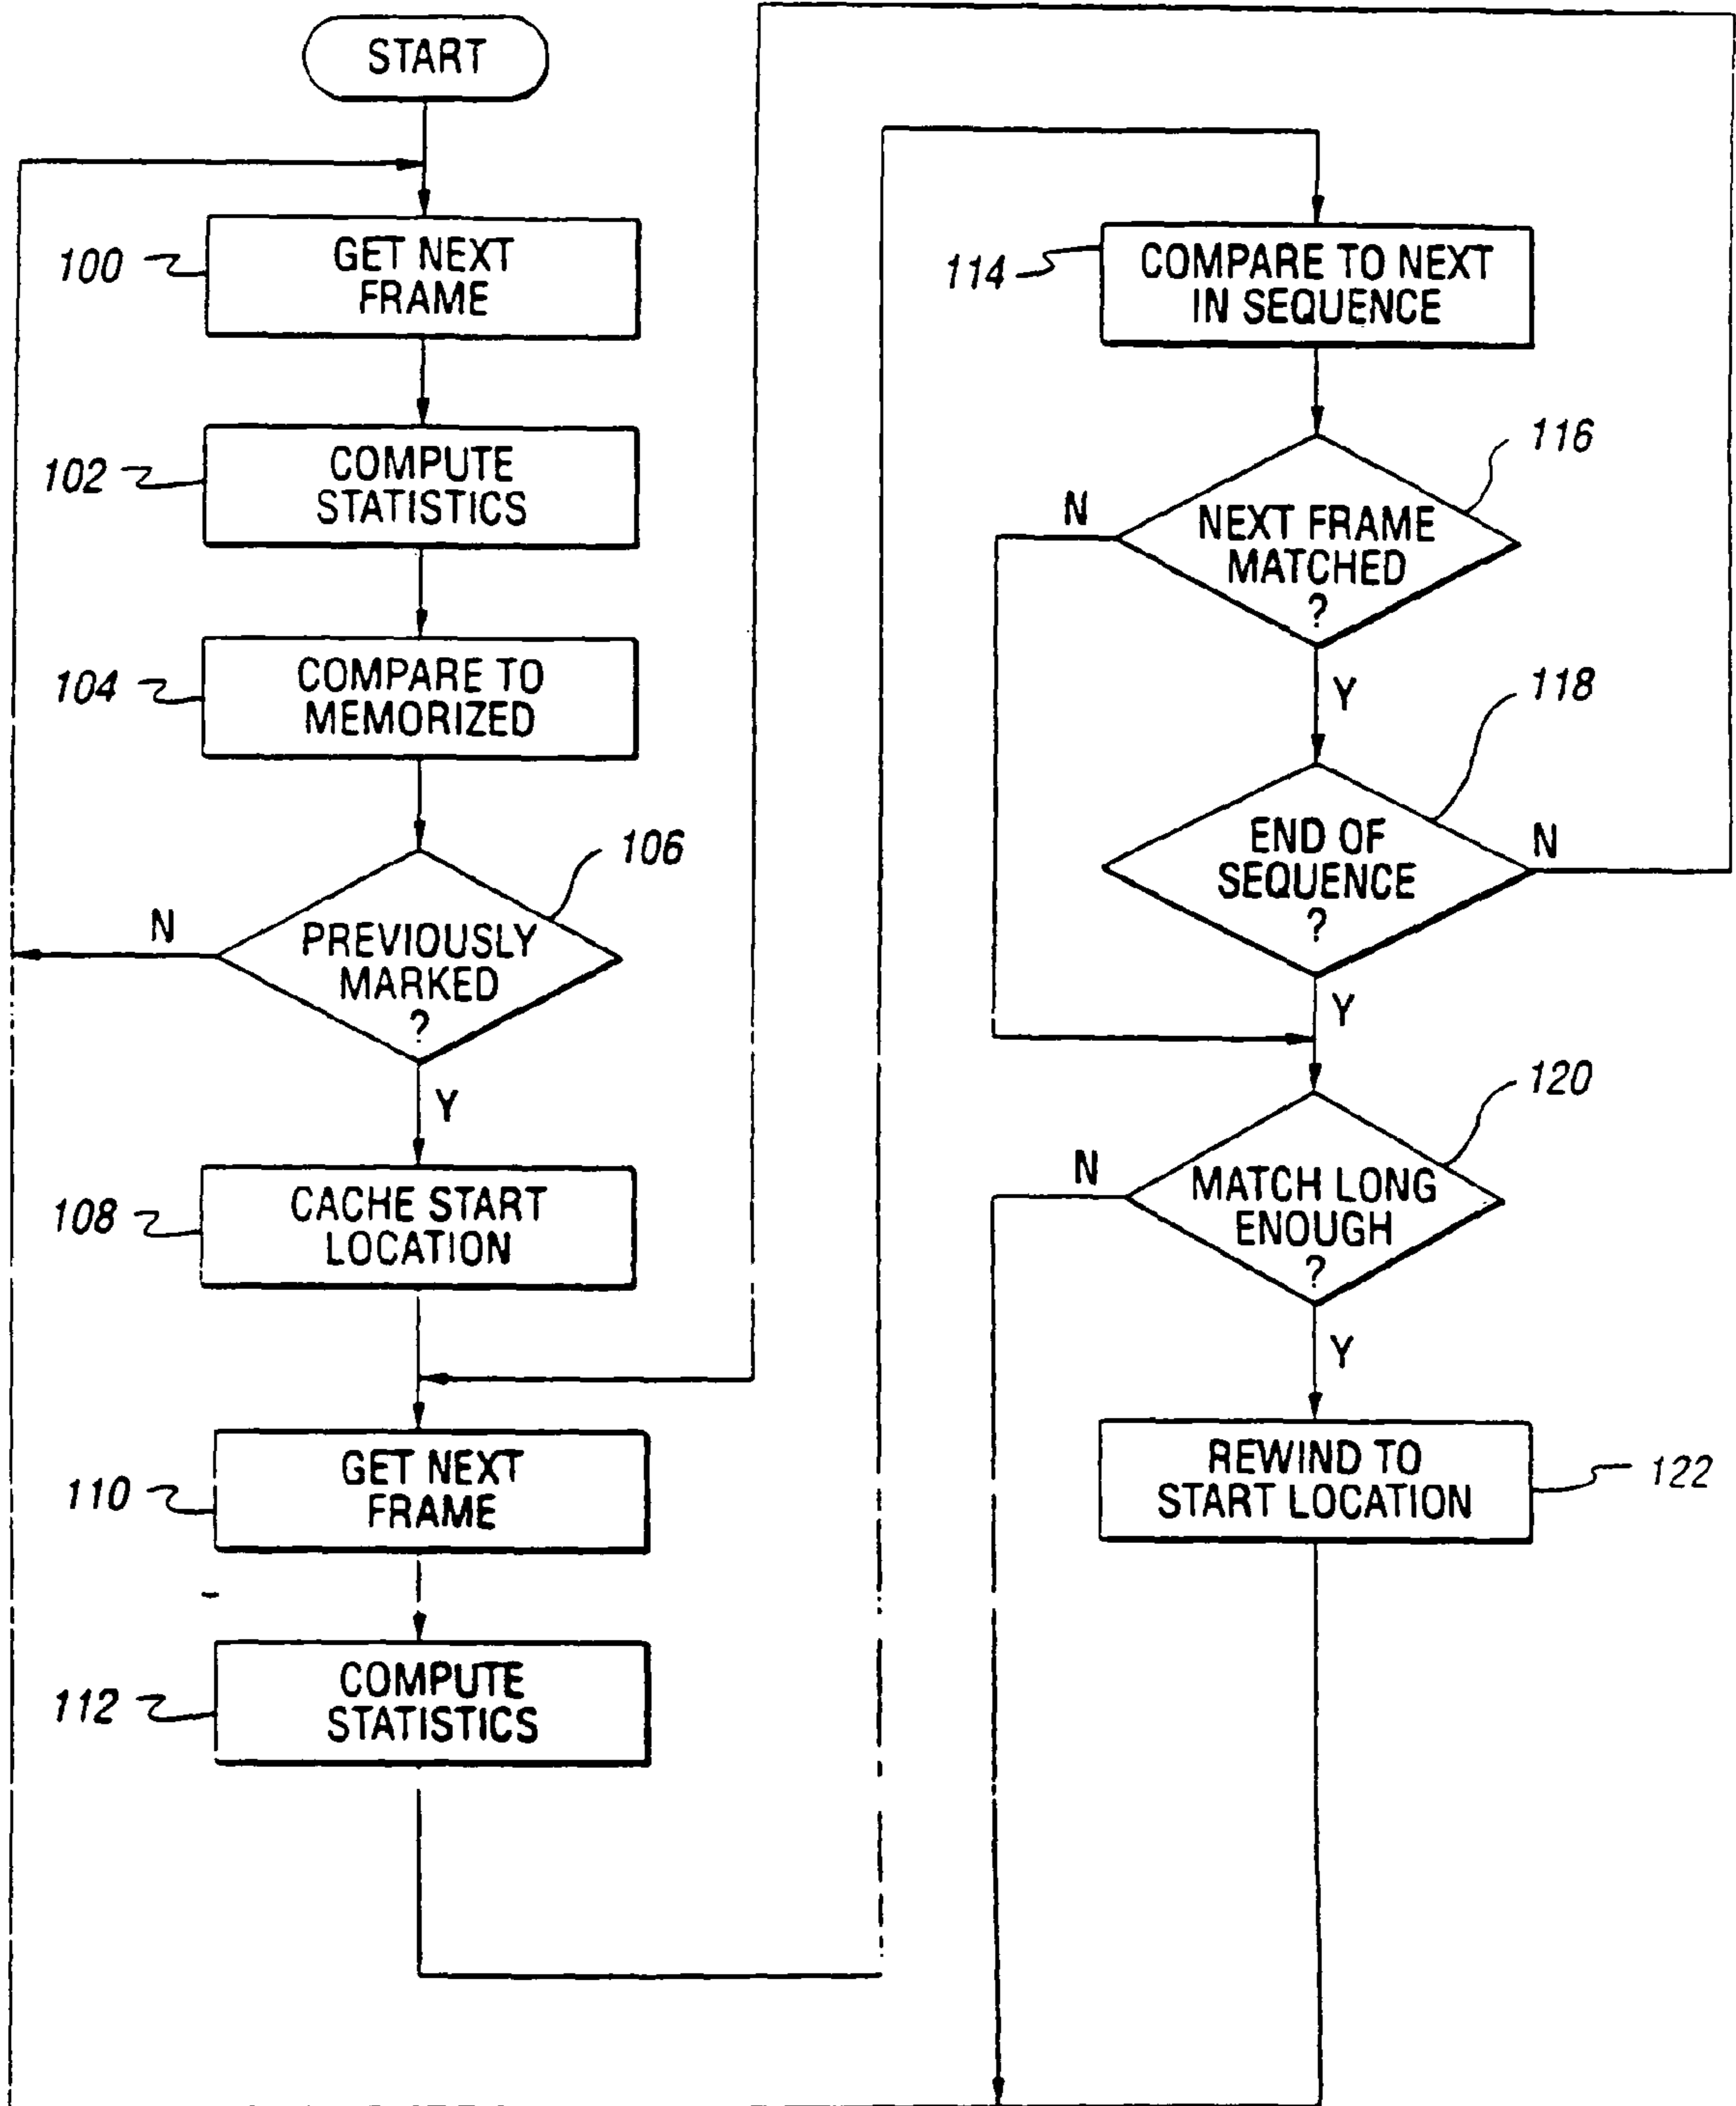 START
100
GET NEXT
FRAME
102
COMPUTE
STATISTICS
104
COMPARE TO
MEMORIZED
106
N
PREVIOUSLY
MARKED
?
Y
108
CACHE START
LOCATION
110
GET NEXT
FRAME
112
COMPUTE
STATISTICS
114
COMPARE TO NEXT
IN SEQUENCE
116
N
NEXT FRAME
MATCHED
?
Y
118
END OF
SEQUENCE
?
N
Y
120
N
MATCH LONG
ENOUGH
?
Y
REWIND TO
START LOCATION
122